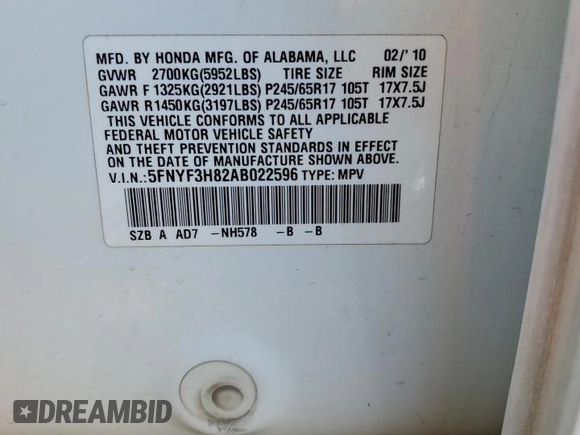 MFD. BY HONDA MFG. OF ALABAMA, LLC 02/' 10
GVWR 2700KG(5952LBS) TIRE SIZE RIM SIZE
GAWR F 1325KG(2921LBS) P245/65R17 105T 17X7.5J
GAWR R 1450KG(3197LBS) P245/65R17 105T 17X7.5J
THIS VEHICLE CONFORMS TO ALL APPLICABLE
FEDERAL MOTOR VEHICLE SAFETY
AND THEFT PREVENTION STANDARDS IN EFFECT ON THE
DATE OF MANUFACTURE SHOWN ABOVE.
V.I.N.: 5FNYF3H82AB022596 TYPE: MPV
SZB A AD7 -NH578 -B -B
DREAMBID